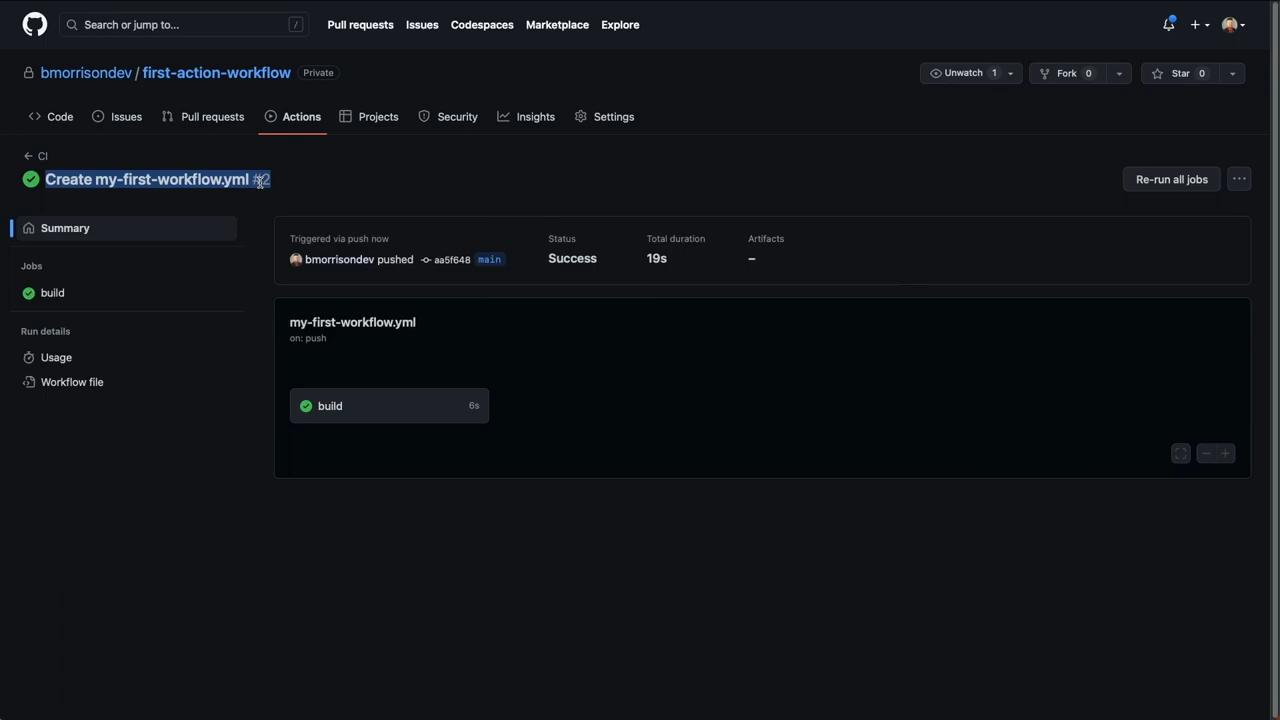 Search or jump to... /
Pull requests Issues Codespaces Marketplace Explore
bmorrisondev / first-action-workflow Private
Unwatch 1 Fork 0 Star 0
Code Issues Pull requests Actions Projects Security Insights Settings
← CI
Create my-first-workflow.yml #2
Re-run all jobs ...
Summary
Jobs
build
Run details
Usage
Workflow file
Triggered via push now
bmorrisondev pushed aa5f648 main
Status
Success
Total duration
19s
Artifacts
–
my-first-workflow.yml
on: push
build 6s